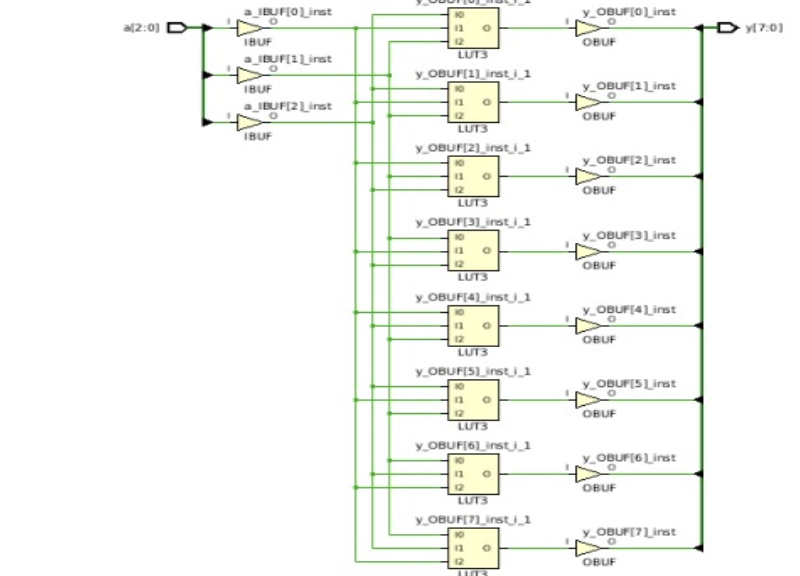 a[2:0]
a_IBUF[0]_inst
I
O
IBUF
a_IBUF[1]_inst
I
O
IBUF
a_IBUF[2]_inst
I
O
IBUF
y_OBUF[0]_inst_i_1
I0
I1
O
I2
LUT3
y_OBUF[0]_inst
I
O
OBUF
y[7:0]
y_OBUF[1]_inst_i_1
I0
I1
O
I2
LUT3
y_OBUF[1]_inst
I
O
OBUF
y_OBUF[2]_inst_i_1
I0
I1
O
I2
LUT3
y_OBUF[2]_inst
I
O
OBUF
y_OBUF[3]_inst_i_1
I0
I1
O
I2
LUT3
y_OBUF[3]_inst
I
O
OBUF
y_OBUF[4]_inst_i_1
I0
I1
O
I2
LUT3
y_OBUF[4]_inst
I
O
OBUF
y_OBUF[5]_inst_i_1
I0
I1
O
I2
LUT3
y_OBUF[5]_inst
I
O
OBUF
y_OBUF[6]_inst_i_1
I0
I1
O
I2
LUT3
y_OBUF[6]_inst
I
O
OBUF
y_OBUF[7]_inst_i_1
I0
I1
O
I2
LUT3
y_OBUF[7]_inst
I
O
OBUF